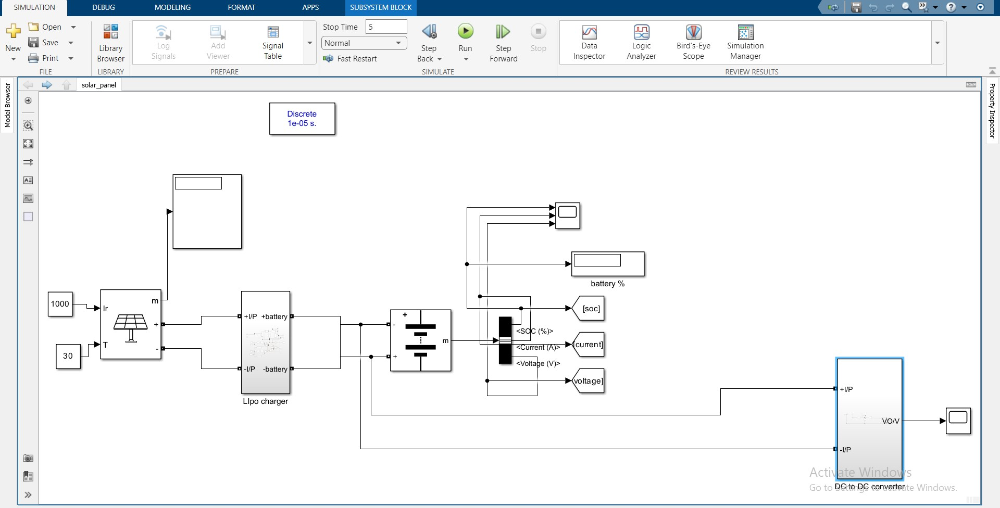 SIMULATION
DEBUG
MODELING
FORMAT
APPS
SUBSYSTEM BLOCK
New
Open
Save
Print
FILE
Library
Browser
LIBRARY
Log
Signals
Add
Viewer
Signal
Table
PREPARE
Stop Time 5
Normal
Fast Restart
Step
Back
Run
Step
Forward
Stop
SIMULATE
Data
Inspector
Logic
Analyzer
Bird's-Eye
Scope
Simulation
Manager
REVIEW RESULTS
Model Browser
solar_panel
Property Inspector
Discrete
1e-05 s.
battery %
1000
30
Ir
T
m
+
-
+I/P
+battery
-I/P
-battery
LIpo charger
+
-
+
m
<SOC (%)>
<Current (A)>
<Voltage (V)>
[soc]
[current]
voltage]
+I/P
VO/V
-I/P
DC to DC converter
Activate Windows
Go to Settings to activate Windows.